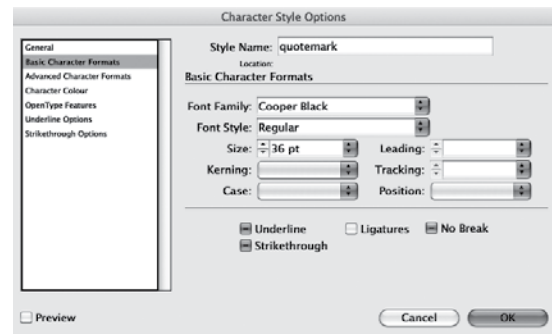 Character Style Options
General
Basic Character Formats
Advanced Character Formats
Character Colour
OpenType Features
Underline Options
Strikethrough Options
Style Name: quotemark
Location:
Basic Character Formats
Font Family: Cooper Black
Font Style: Regular
Size: 36 pt Leading:
Kerning: Tracking:
Case: Position:
Underline Ligatures No Break
Strikethrough
Preview Cancel OK